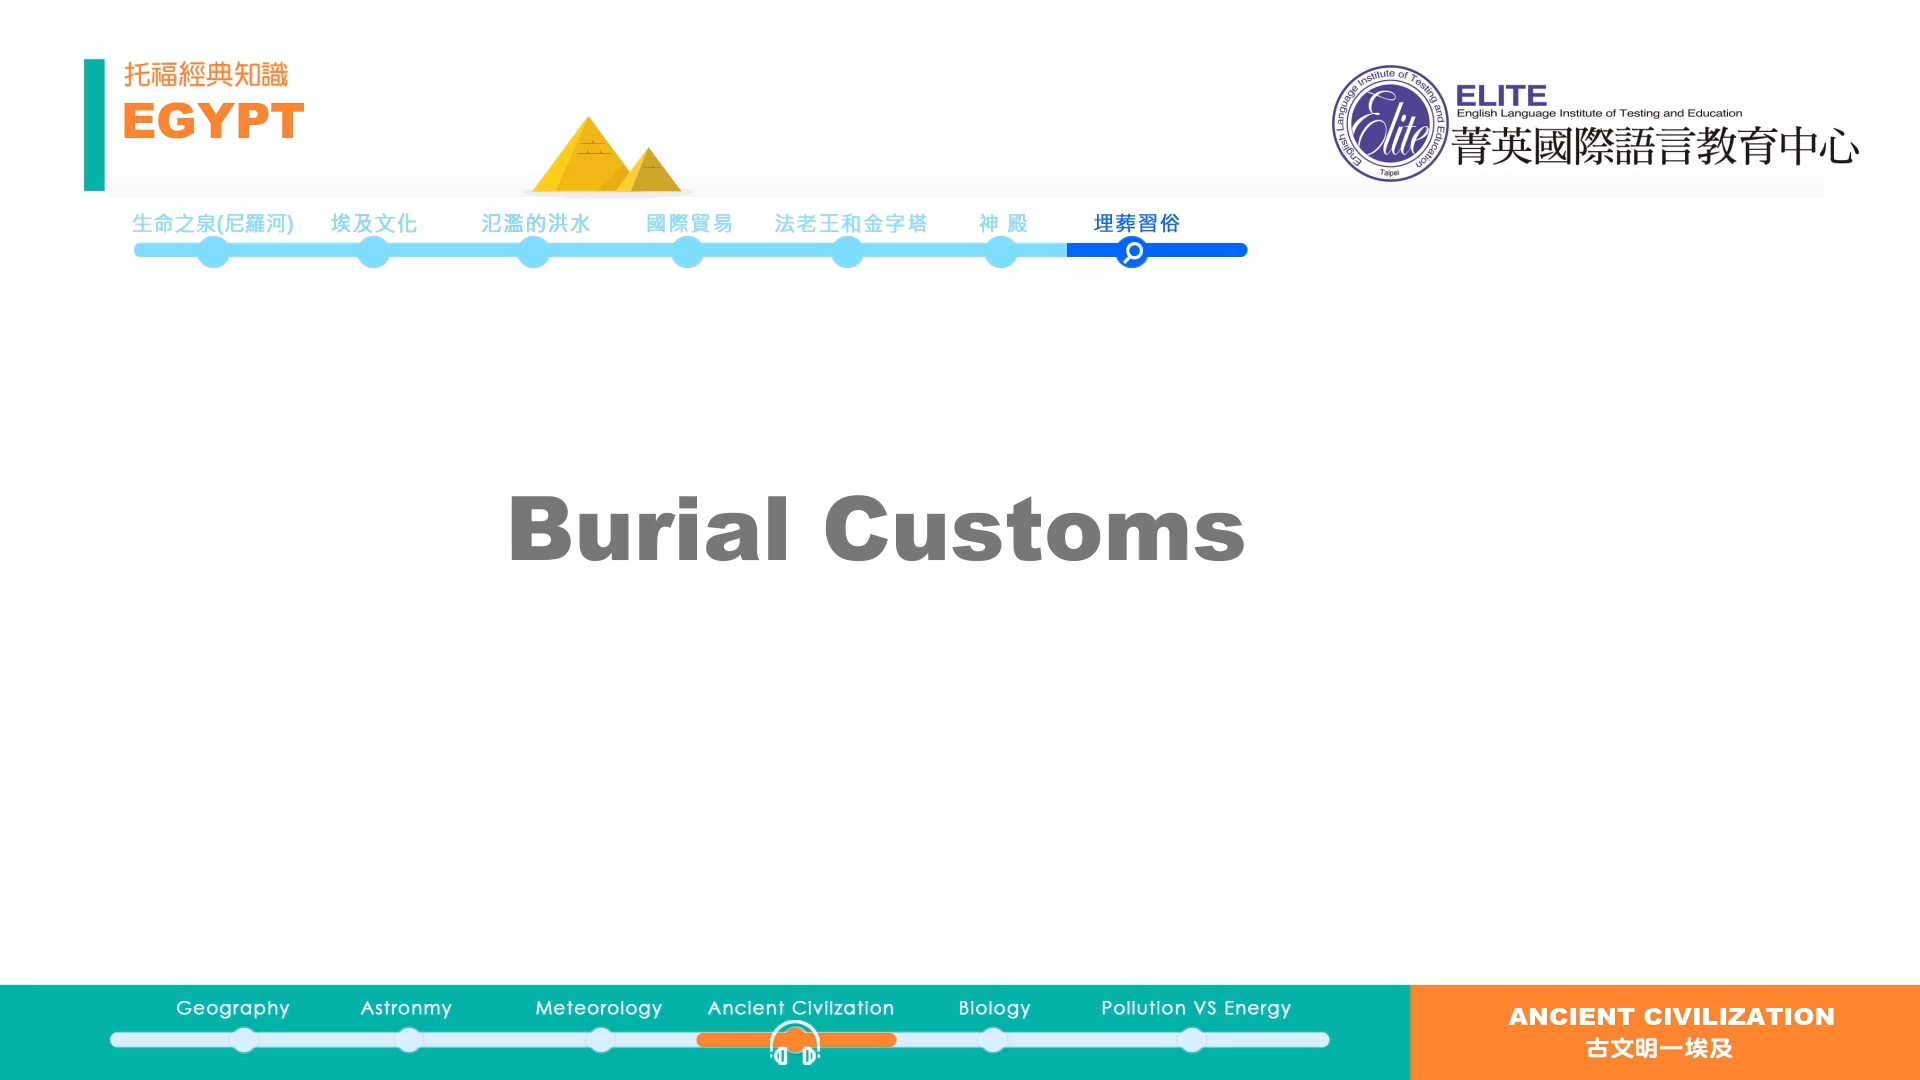 托福經典知識
EGYPT
English Language Institute of Testing and Education
Elite
Taipei
ELITE
English Language Institute of Testing and Education
菁英國際語言教育中心
生命之泉(尼羅河) 埃及文化 氾濫的洪水 國際貿易 法老王和金字塔 神 殿 埋葬習俗
Burial Customs
Geography Astronmy Meteorology Ancient Civilzation Biology Pollution VS Energy
ANCIENT CIVILIZATION
古文明一埃及